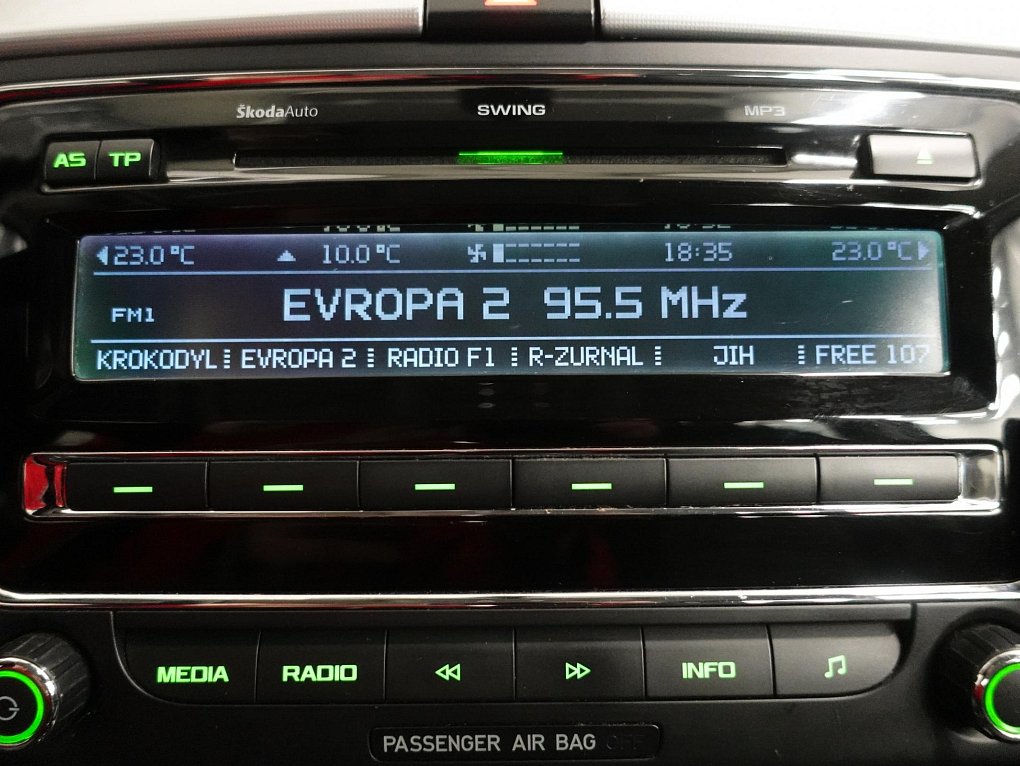 ŠkodaAuto SWING MP3
AS TP
23.0°C 10.0°C 18:35 23.0°C
FM1 EVROPA 2 95.5 MHz
KROKODYL EVROPA 2 RADIO F1 R-ZURNAL JIH FREE 107
MEDIA RADIO INFO
PASSENGER AIR BAG OFF